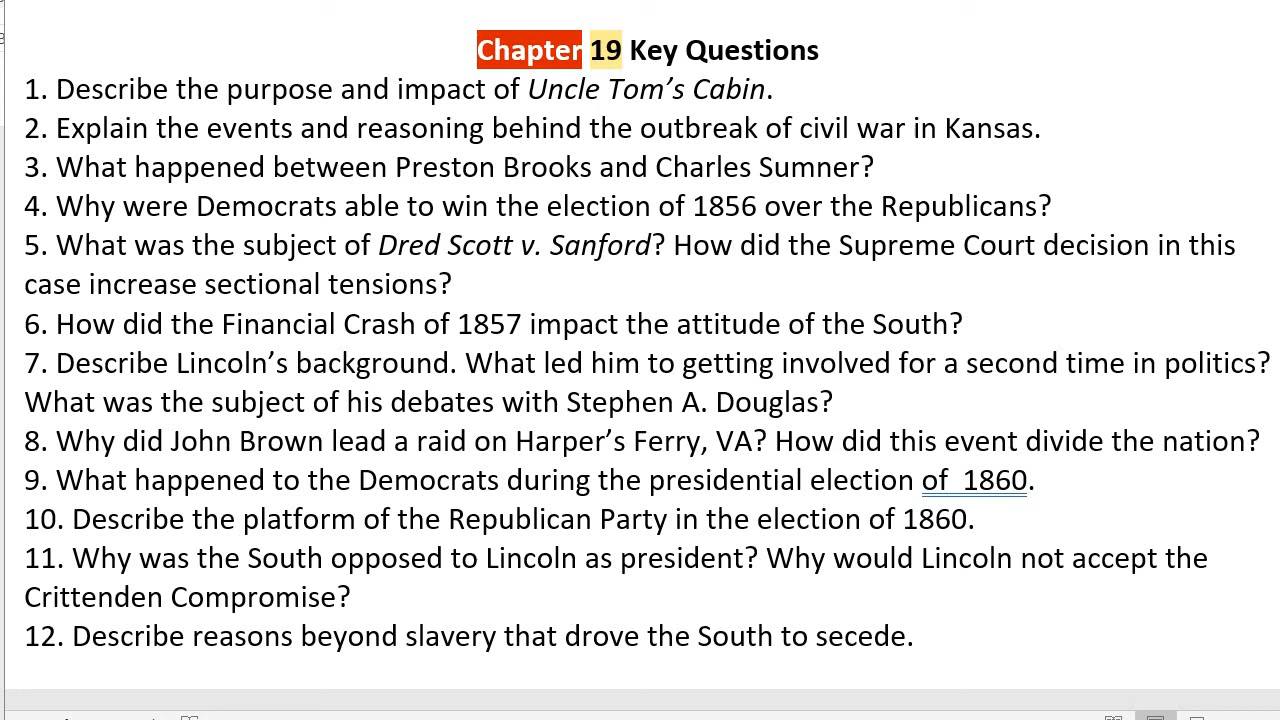 Chapter 19 Key Questions
1. Describe the purpose and impact of Uncle Tom’s Cabin.
2. Explain the events and reasoning behind the outbreak of civil war in Kansas.
3. What happened between Preston Brooks and Charles Sumner?
4. Why were Democrats able to win the election of 1856 over the Republicans?
5. What was the subject of Dred Scott v. Sanford? How did the Supreme Court decision in this
case increase sectional tensions?
6. How did the Financial Crash of 1857 impact the attitude of the South?
7. Describe Lincoln’s background. What led him to getting involved for a second time in politics?
What was the subject of his debates with Stephen A. Douglas?
8. Why did John Brown lead a raid on Harper’s Ferry, VA? How did this event divide the nation?
9. What happened to the Democrats during the presidential election of  1860.
10. Describe the platform of the Republican Party in the election of 1860.
11. Why was the South opposed to Lincoln as president? Why would Lincoln not accept the
Crittenden Compromise?
12. Describe reasons beyond slavery that drove the South to secede.